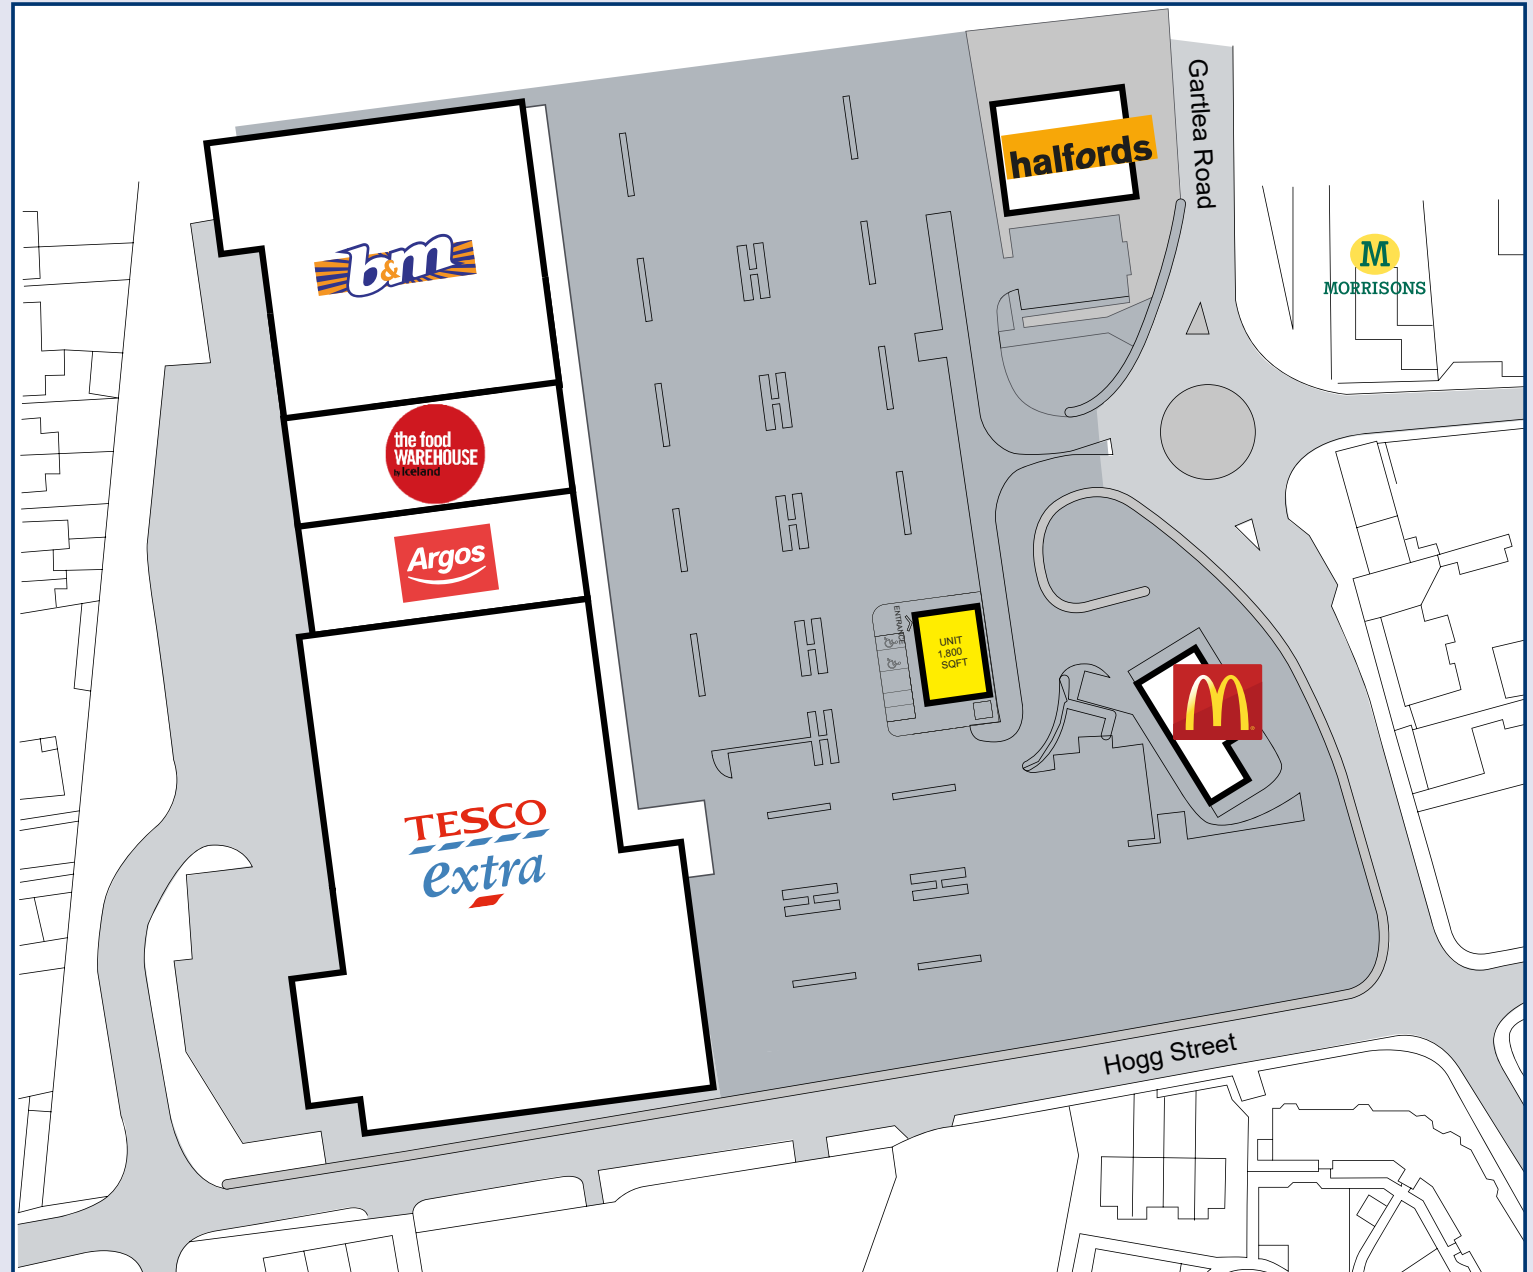 Gartlea Road
halfords
M
MORRISONS
b&m
the food
WAREHOUSE
by Iceland
Argos
ENTRANCE
UNIT
1,800
SQFT
M
TESCO
extra
Hogg Street